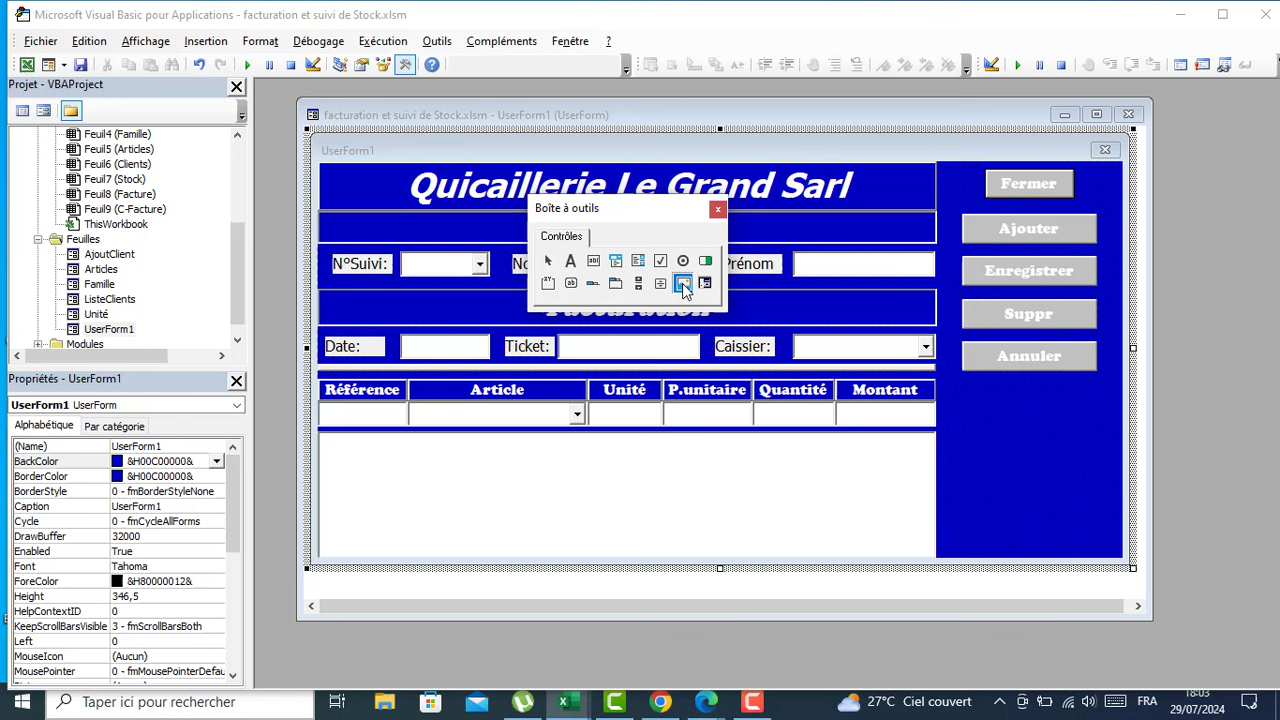 Microsoft Visual Basic pour Applications - facturation et suivi de Stock.xlsm
Fichier Edition Affichage Insertion Format Débogage Exécution Outils Compléments Fenêtre ?
Projet - VBAProject
Feuil4 (Famille)
Feuil5 (Articles)
Feuil6 (Clients)
Feuil7 (Stock)
Feuil8 (Facture)
Feuil9 (C-Facture)
ThisWorkbook
Feuilles
AjoutClient
Articles
Famille
ListeClients
Unité
UserForm1
Modules
Propriétés - UserForm1
UserForm1 UserForm
Alphabétique Par catégorie
(Name) UserForm1
BackColor &H00C00000&
BorderColor &H00C00000&
BorderStyle 0 - fmBorderStyleNone
Caption UserForm1
Cycle 0 - fmCycleAllForms
DrawBuffer 32000
Enabled True
Font Tahoma
ForeColor &H80000012&
Height 346,5
HelpContextID 0
KeepScrollBarsVisible 3 - fmScrollBarsBoth
Left 0
MouseIcon (Aucun)
MousePointer 0 - fmMousePointerDefau
facturation et suivi de Stock.xlsm - UserForm1 (UserForm)
UserForm1
Quicaillerie Le Grand Sarl
Boîte à outils
Contrôles
N°Suivi: No Prénom
Facturation
Date: Ticket: Caissier:
Référence Article Unité P.unitaire Quantité Montant
Fermer
Ajouter
Enregistrer
Suppr
Annuler
Taper ici pour rechercher
27°C Ciel couvert
FRA
18:03
29/07/2024